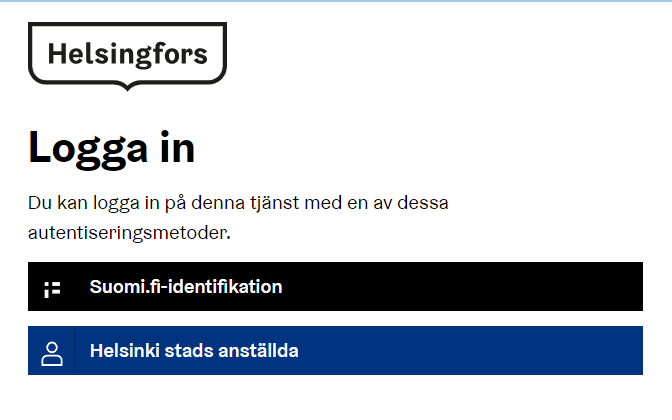 Helsingfors
Logga in
Du kan logga in på denna tjänst med en av dessa
autentiseringsmetoder.
Suomi.fi-identifikation
Helsinki stads anställda